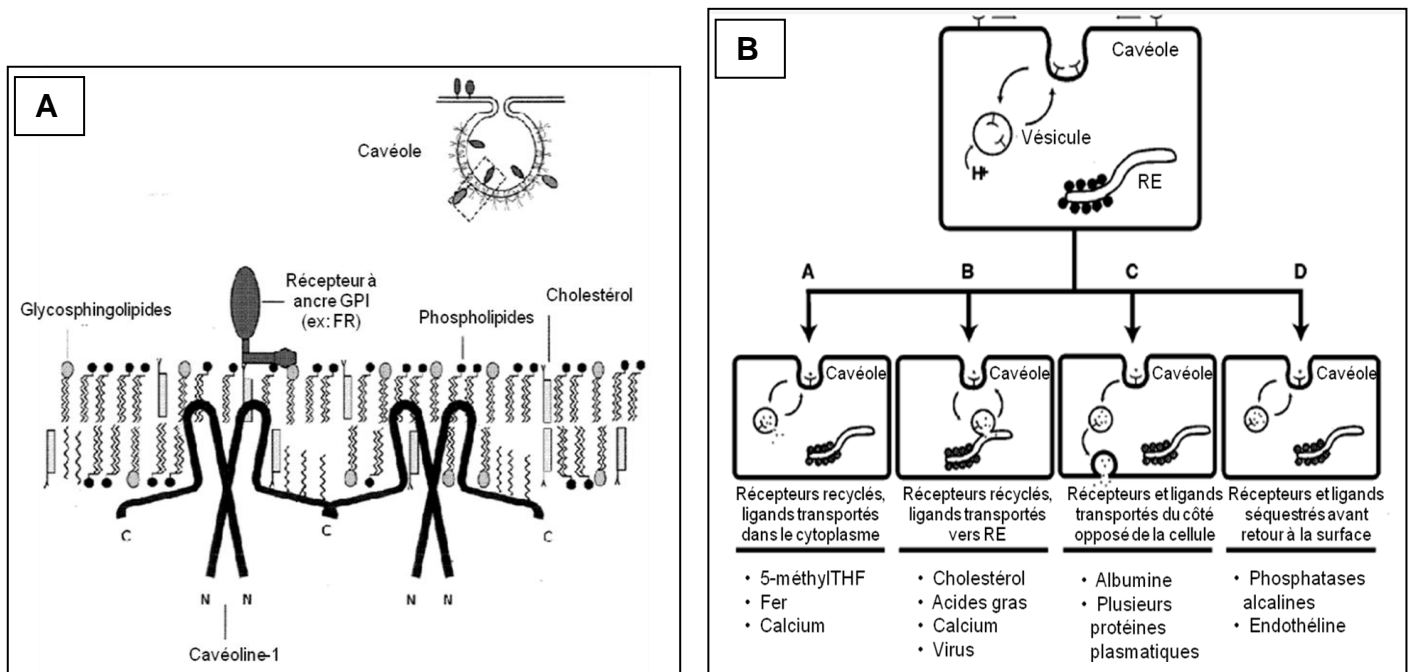 A
Cavéole
Glycosphingolipides
Récepteur à
ancre GPI
(ex: FR)
Phospholipides
Cholestérol
C
C
C
N
N
N
N
Cavéoline-1
B
Cavéole
Vésicule
H+
RE
A
B
C
D
Cavéole
Cavéole
Cavéole
Cavéole
Récepteurs recyclés,
ligands transportés
dans le cytoplasme
• 5-méthylTHF
• Fer
• Calcium
Récepteurs récyclés,
ligands transportés
vers RE
• Cholestérol
• Acides gras
• Calcium
• Virus
Récepteurs et ligands
transportés du côté
opposé de la cellule
• Albumine
• Plusieurs
protéines
plasmatiques
Récepteurs et ligands
séquestrés avant
retour à la surface
• Phosphatases
alcalines
• Endothéline